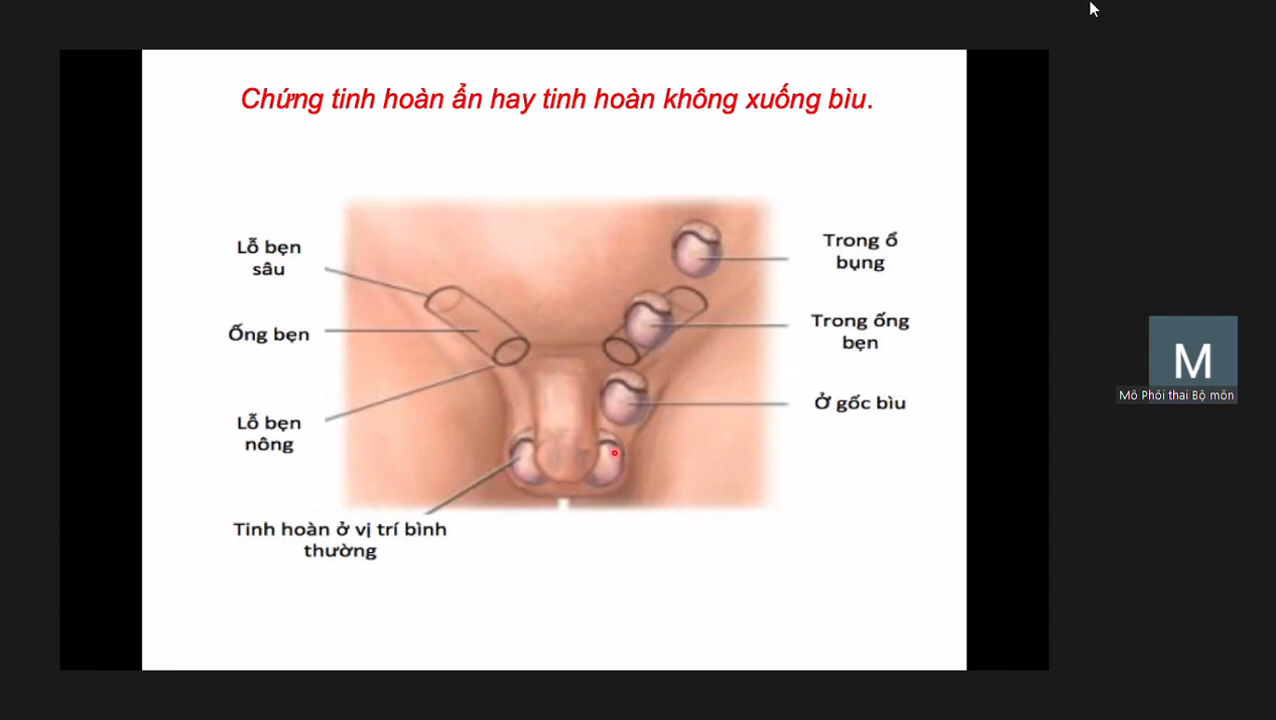 Chứng tinh hoàn ẩn hay tinh hoàn không xuống bìu.
Lỗ bẹn
sâu
Ống bẹn
Lỗ bẹn
nông
Tinh hoàn ở vị trí bình
thường
Trong ổ
bụng
Trong ống
bẹn
Ở gốc bìu
M
Mô Phôi thai Bộ môn